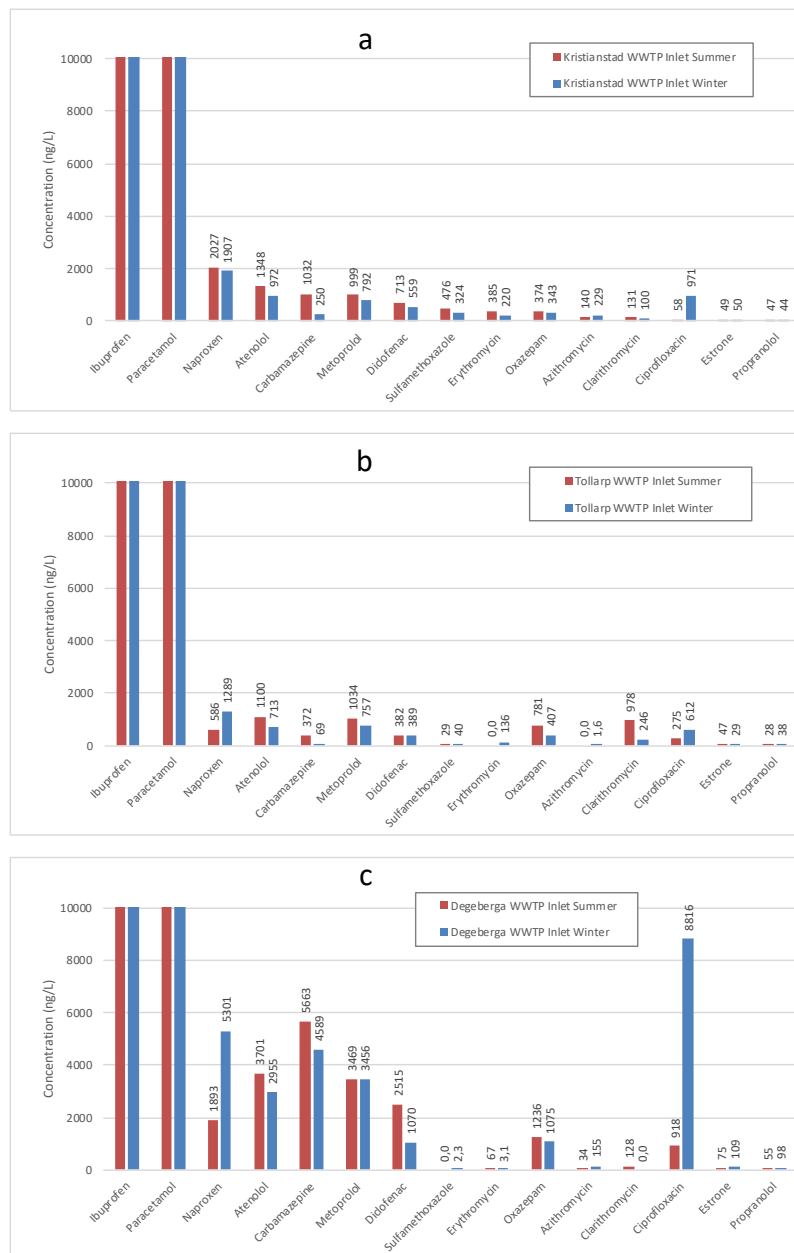 a
Kristianstad WWTP Inlet Summer
Kristianstad WWTP Inlet Winter
Concentration (ng/L)
10000
8000
6000
4000
2000
0
2027 1907 1348 972 1032 250 999 792 713 559 476 324 385 220 374 343 140 229 131 100 58 971 49 50 47 44
Ibuprofen Paracetamol Naproxen Atenolol Carbamazepine Metoprolol Didofenac Sulfamethoxazole Erythromycin Oxazepam Azithromycin Clarithromycin Ciprofloxacin Estrone Propranolol
b
Tollarp WWTP Inlet Summer
Tollarp WWTP Inlet Winter
Concentration (ng/L)
10000
8000
6000
4000
2000
0
586 1289 1100 713 372 69 1034 757 382 389 29 40 0,0 136 781 407 0,0 1,6 978 246 275 612 47 29 28 38
Ibuprofen Paracetamol Naproxen Atenolol Carbamazepine Metoprolol Didofenac Sulfamethoxazole Erythromycin Oxazepam Azithromycin Clarithromycin Ciprofloxacin Estrone Propranolol
c
Degeberga WWTP Inlet Summer
Degeberga WWTP Inlet Winter
Concentration (ng/L)
10000
8000
6000
4000
2000
0
1893 5301 3701 2955 5663 4589 3469 3456 2515 1070 0,0 2,3 67 3,1 1236 1075 34 155 128 0,0 918 8816 75 109 55 98
Ibuprofen Paracetamol Naproxen Atenolol Carbamazepine Metoprolol Didofenac Sulfamethoxazole Erythromycin Oxazepam Azithromycin Clarithromycin Ciprofloxacin Estrone Propranolol